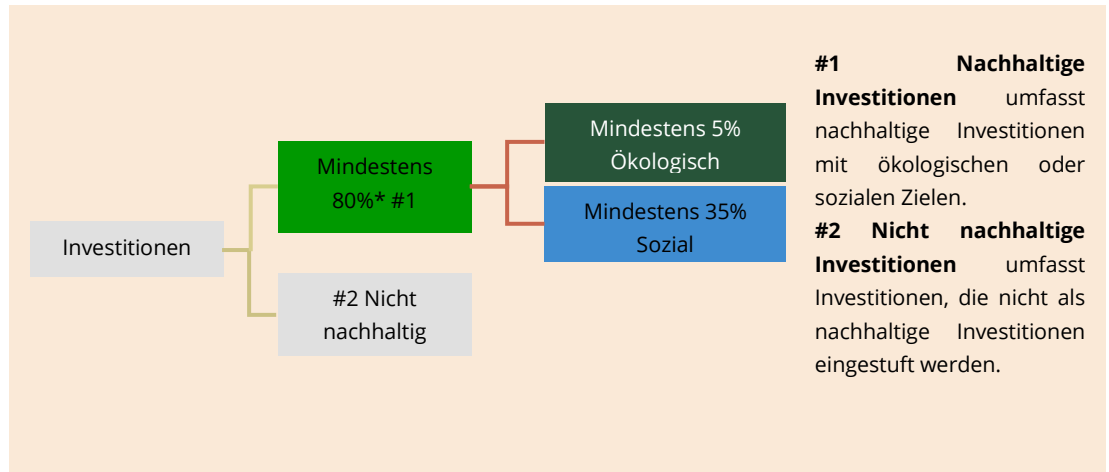 Investitionen
Mindestens
80%* #1
#2 Nicht
nachhaltig
Mindestens 5%
Ökologisch
Mindestens 35%
Sozial
#1 Nachhaltige
Investitionen umfasst
nachhaltige Investitionen
mit ökologischen oder
sozialen Zielen.
#2 Nicht nachhaltige
Investitionen umfasst
Investitionen, die nicht als
nachhaltige Investitionen
eingestuft werden.